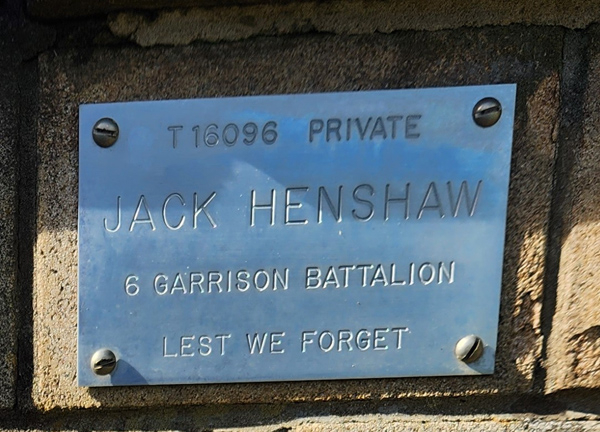 T16096 PRIVATE
JACK HENSHAW
6 GARRISON BATTALION
LEST WE FORGET